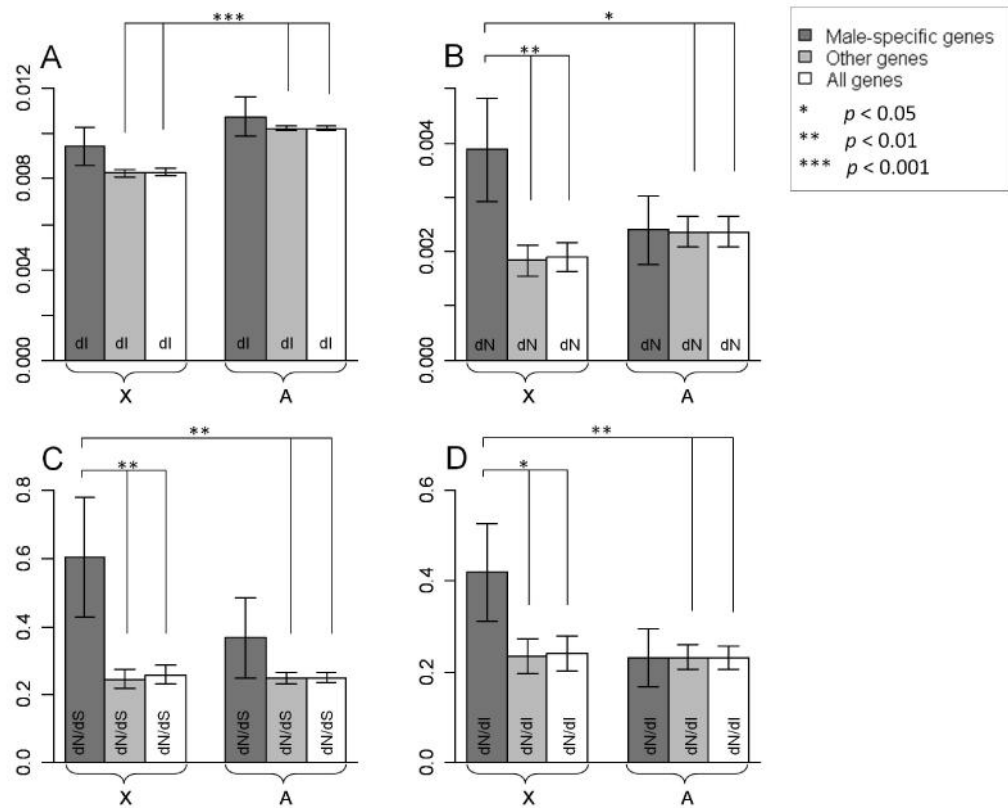 ***
A
0.012
0.008
0.004
0.000
dI dI dI dI dI dI
X A
*
**
B
0.004
0.002
0.000
dN dN dN dN dN dN
X A
Male-specific genes
Other genes
All genes
* p < 0.05
** p < 0.01
*** p < 0.001
**
**
C
0.8
0.6
0.4
0.2
0.0
dN/dS dN/dS dN/dS dN/dS dN/dS dN/dS
X A
**
*
D
0.6
0.4
0.2
0.0
dN/dI dN/dI dN/dI dN/dI dN/dI dN/dI
X A